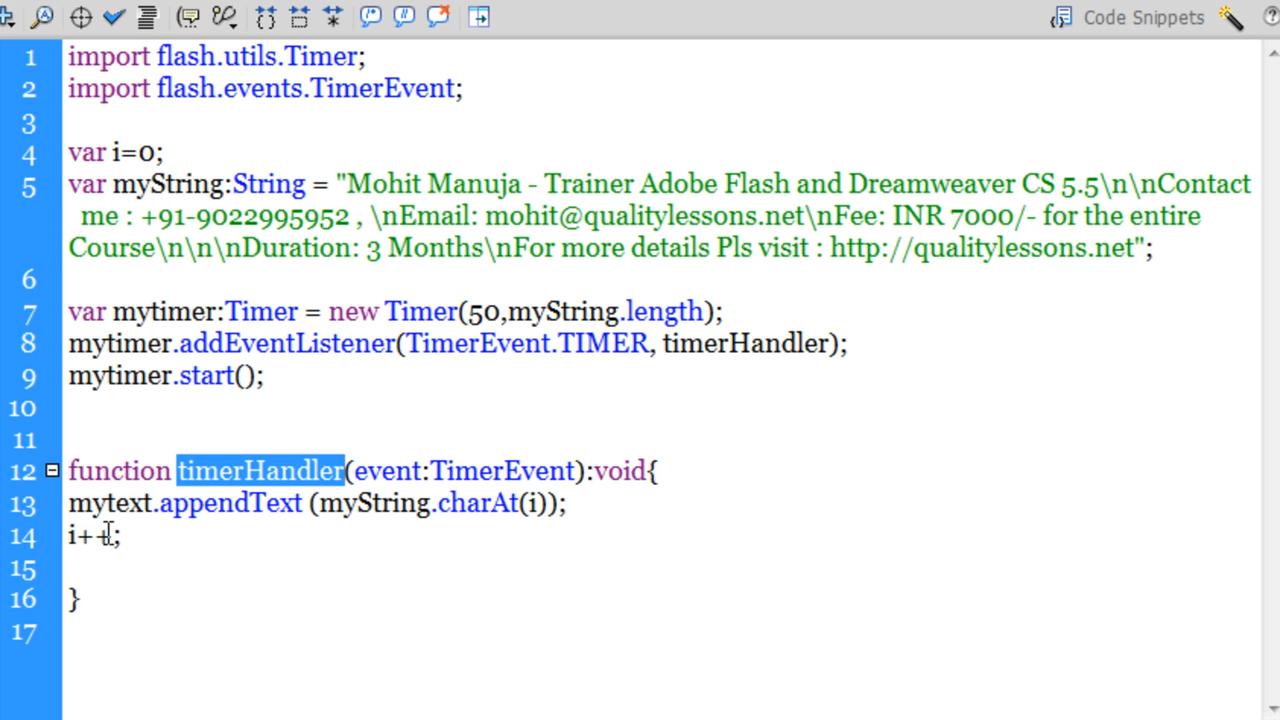 Code Snippets
1 import flash.utils.Timer;
2 import flash.events.TimerEvent;
3
4 var i=0;
5 var myString:String = "Mohit Manuja - Trainer Adobe Flash and Dreamweaver CS 5.5\n\nContact
me : +91-9022995952 , \nEmail: mohit@qualitylessons.net\nFee: INR 7000/- for the entire
Course\n\n\nDuration: 3 Months\nFor more details Pls visit : http://qualitylessons.net";
6
7 var mytimer:Timer = new Timer(50,myString.length);
8 mytimer.addEventListener(TimerEvent.TIMER, timerHandler);
9 mytimer.start();
10
11
12 function timerHandler(event:TimerEvent):void{
13 mytext.appendText (myString.charAt(i));
14 i++;
15
16 }
17